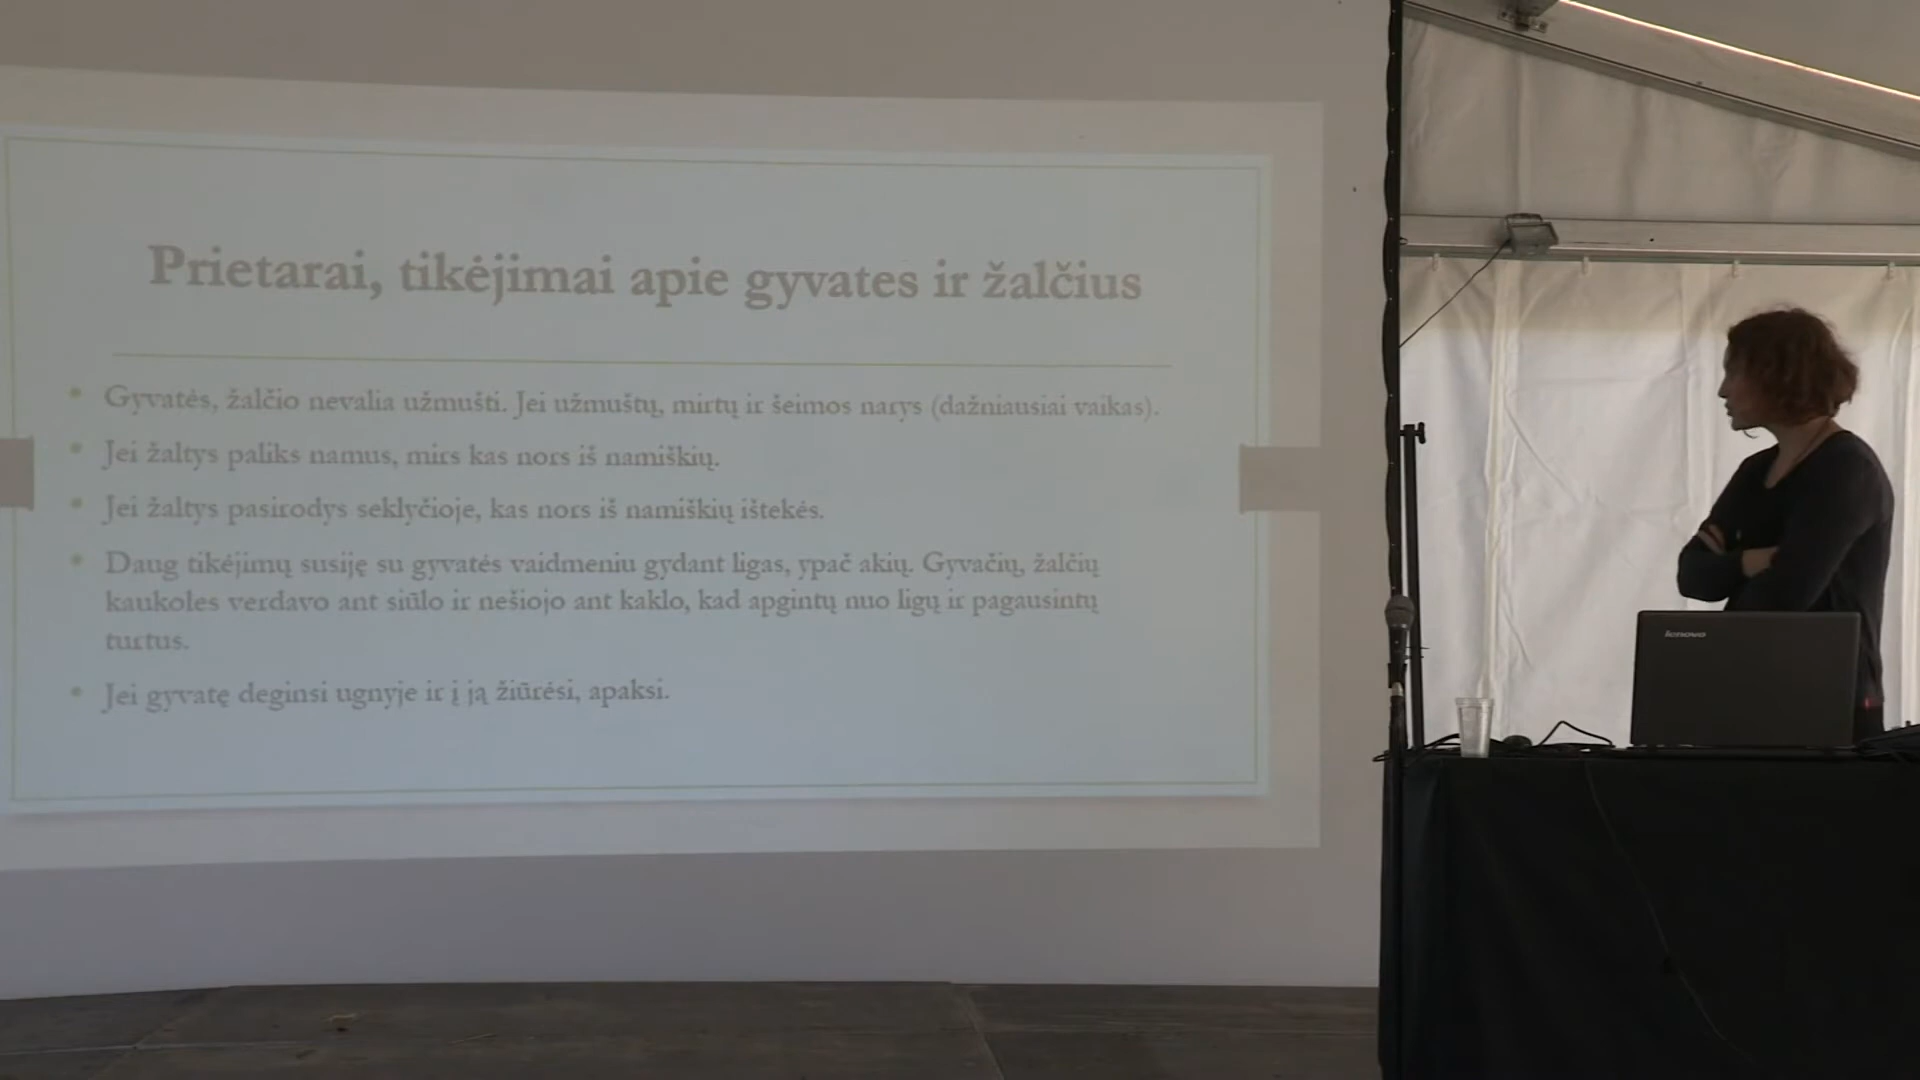 Prietarai, tikėjimai apie gyvates ir žalčius
Gyvatės, žalčio nevalia užmušti. Jei užmuštų, mirtų ir šeimos narys (dažniausiai vaikas).
Jei žaltys paliks namus, mirs kas nors iš namiškių.
Jei žaltys pasirodys seklyčioje, kas nors iš namiškių ištekės.
Daug tikėjimų susiję su gyvatės vaidmeniu gydant ligas, ypač akių. Gyvačių, žalčių
kaukoles verdavo ant siūlo ir nešiojo ant kaklo, kad apgintų nuo ligų ir pagausintų
turtus.
Jei gyvatę deginsi ugnyje ir į ją žiūrėsi, apaksi.
lenovo